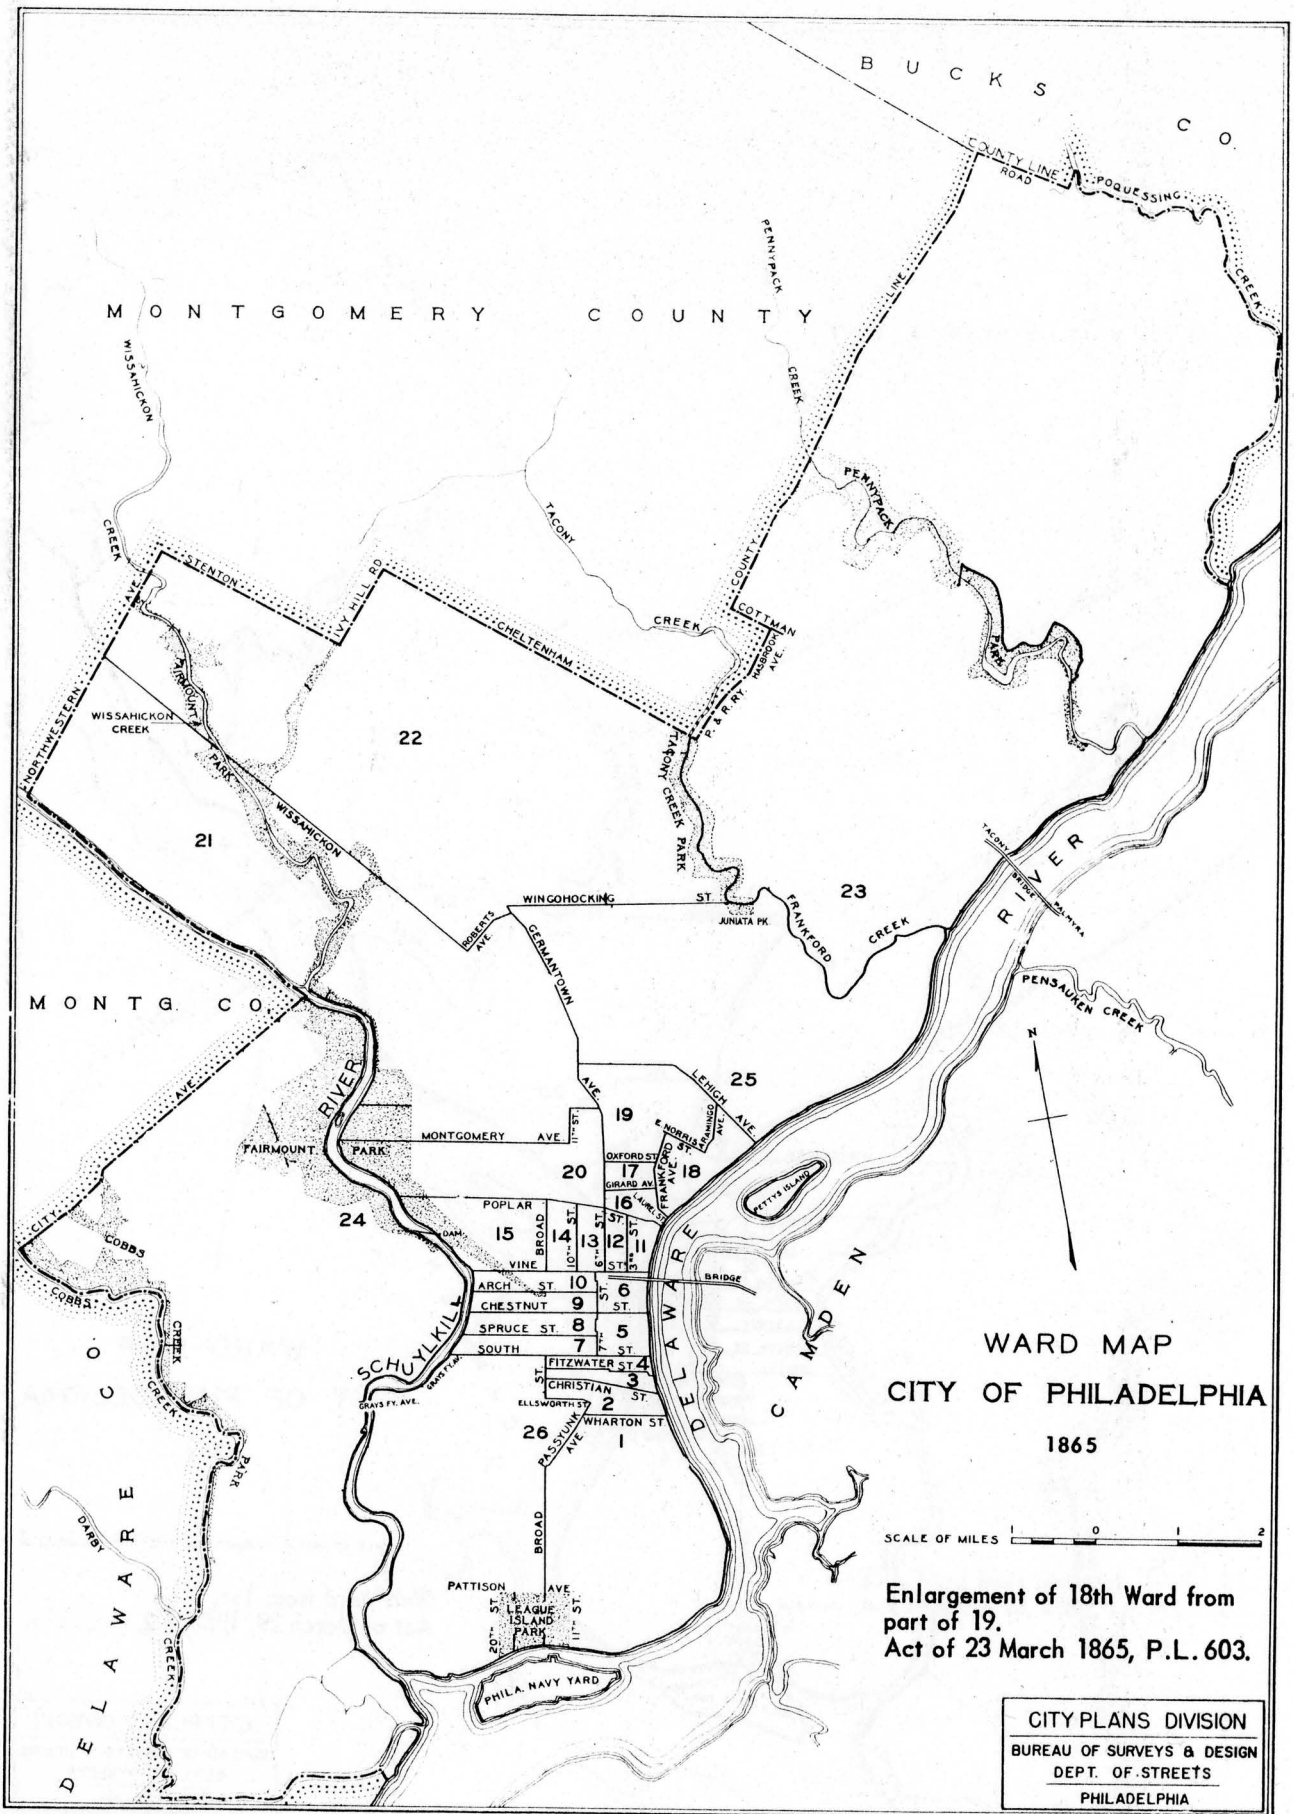 BUCKS CO.
COUNTY LINE
ROAD
POQUESSING
CREEK
PENNYPACK
CREEK
LINE
COUNTY
MONTGOMERY COUNTY
WISSAHICKON
CREEK
TACONY
CREEK
PENNYPACK
PARK
STENTON
AVE
IVY HILL RD
CHELTENHAM
COTTMAN
HASBROOK
AVE.
P. & R. RY.
NORTHWESTERN
FAIRMOUNT
PARK
WISSAHICKON
CREEK
WISSAHICKON
22
21
TACONY CREEK PARK
23
WINGOHOCKING ST.
JUNIATA PK.
FRANKFORD
CREEK
ROBERTS
AVE.
GERMANTOWN
AVE.
TACONY
BRIDGE
PALMYRA
RIVER
PENSAUKEN CREEK
N
MONTG. CO.
CITY AVE.
RIVER
FAIRMOUNT PARK
25
LEHIGH AVE.
19
E. NORRIS
ST.
ARAMINGO
AVE.
MONTGOMERY AVE.
11TH ST.
20
OXFORD ST.
17
GIRARD AV.
FRANKFORD
AVE.
18
16
LAUREL ST.
PETTYS ISLAND
24
POPLAR ST.
DAM
15
BROAD
14
10TH ST.
13
6TH ST.
12
3RD ST.
11
VINE ST.
COBBS
COBBS
CREEK
CREEK
PARK
ARCH ST. 10
6
BRIDGE
CHESTNUT 9 ST.
SPRUCE ST. 8
5
7TH ST.
SOUTH 7 ST.
SCHUYLKILL
GRAYS FY. AV.
GRAYS FY. AVE.
FITZWATER ST 4
3
CHRISTIAN ST.
ST.
ELLSWORTH ST
2
WHARTON ST
26
PASSYUNK
AVE.
1
BROAD
DELAWARE
CAMDEN
DELAWARE CO.
DARBY
CREEK
PATTISON AVE
20TH ST.
LEAGUE
ISLAND
PARK
11TH ST.
PHILA. NAVY YARD
WARD MAP
CITY OF PHILADELPHIA
1865
SCALE OF MILES 1 0 1 2
Enlargement of 18th Ward from
part of 19.
Act of 23 March 1865, P.L. 603.
CITY PLANS DIVISION
BUREAU OF SURVEYS & DESIGN
DEPT. OF STREETS
PHILADELPHIA